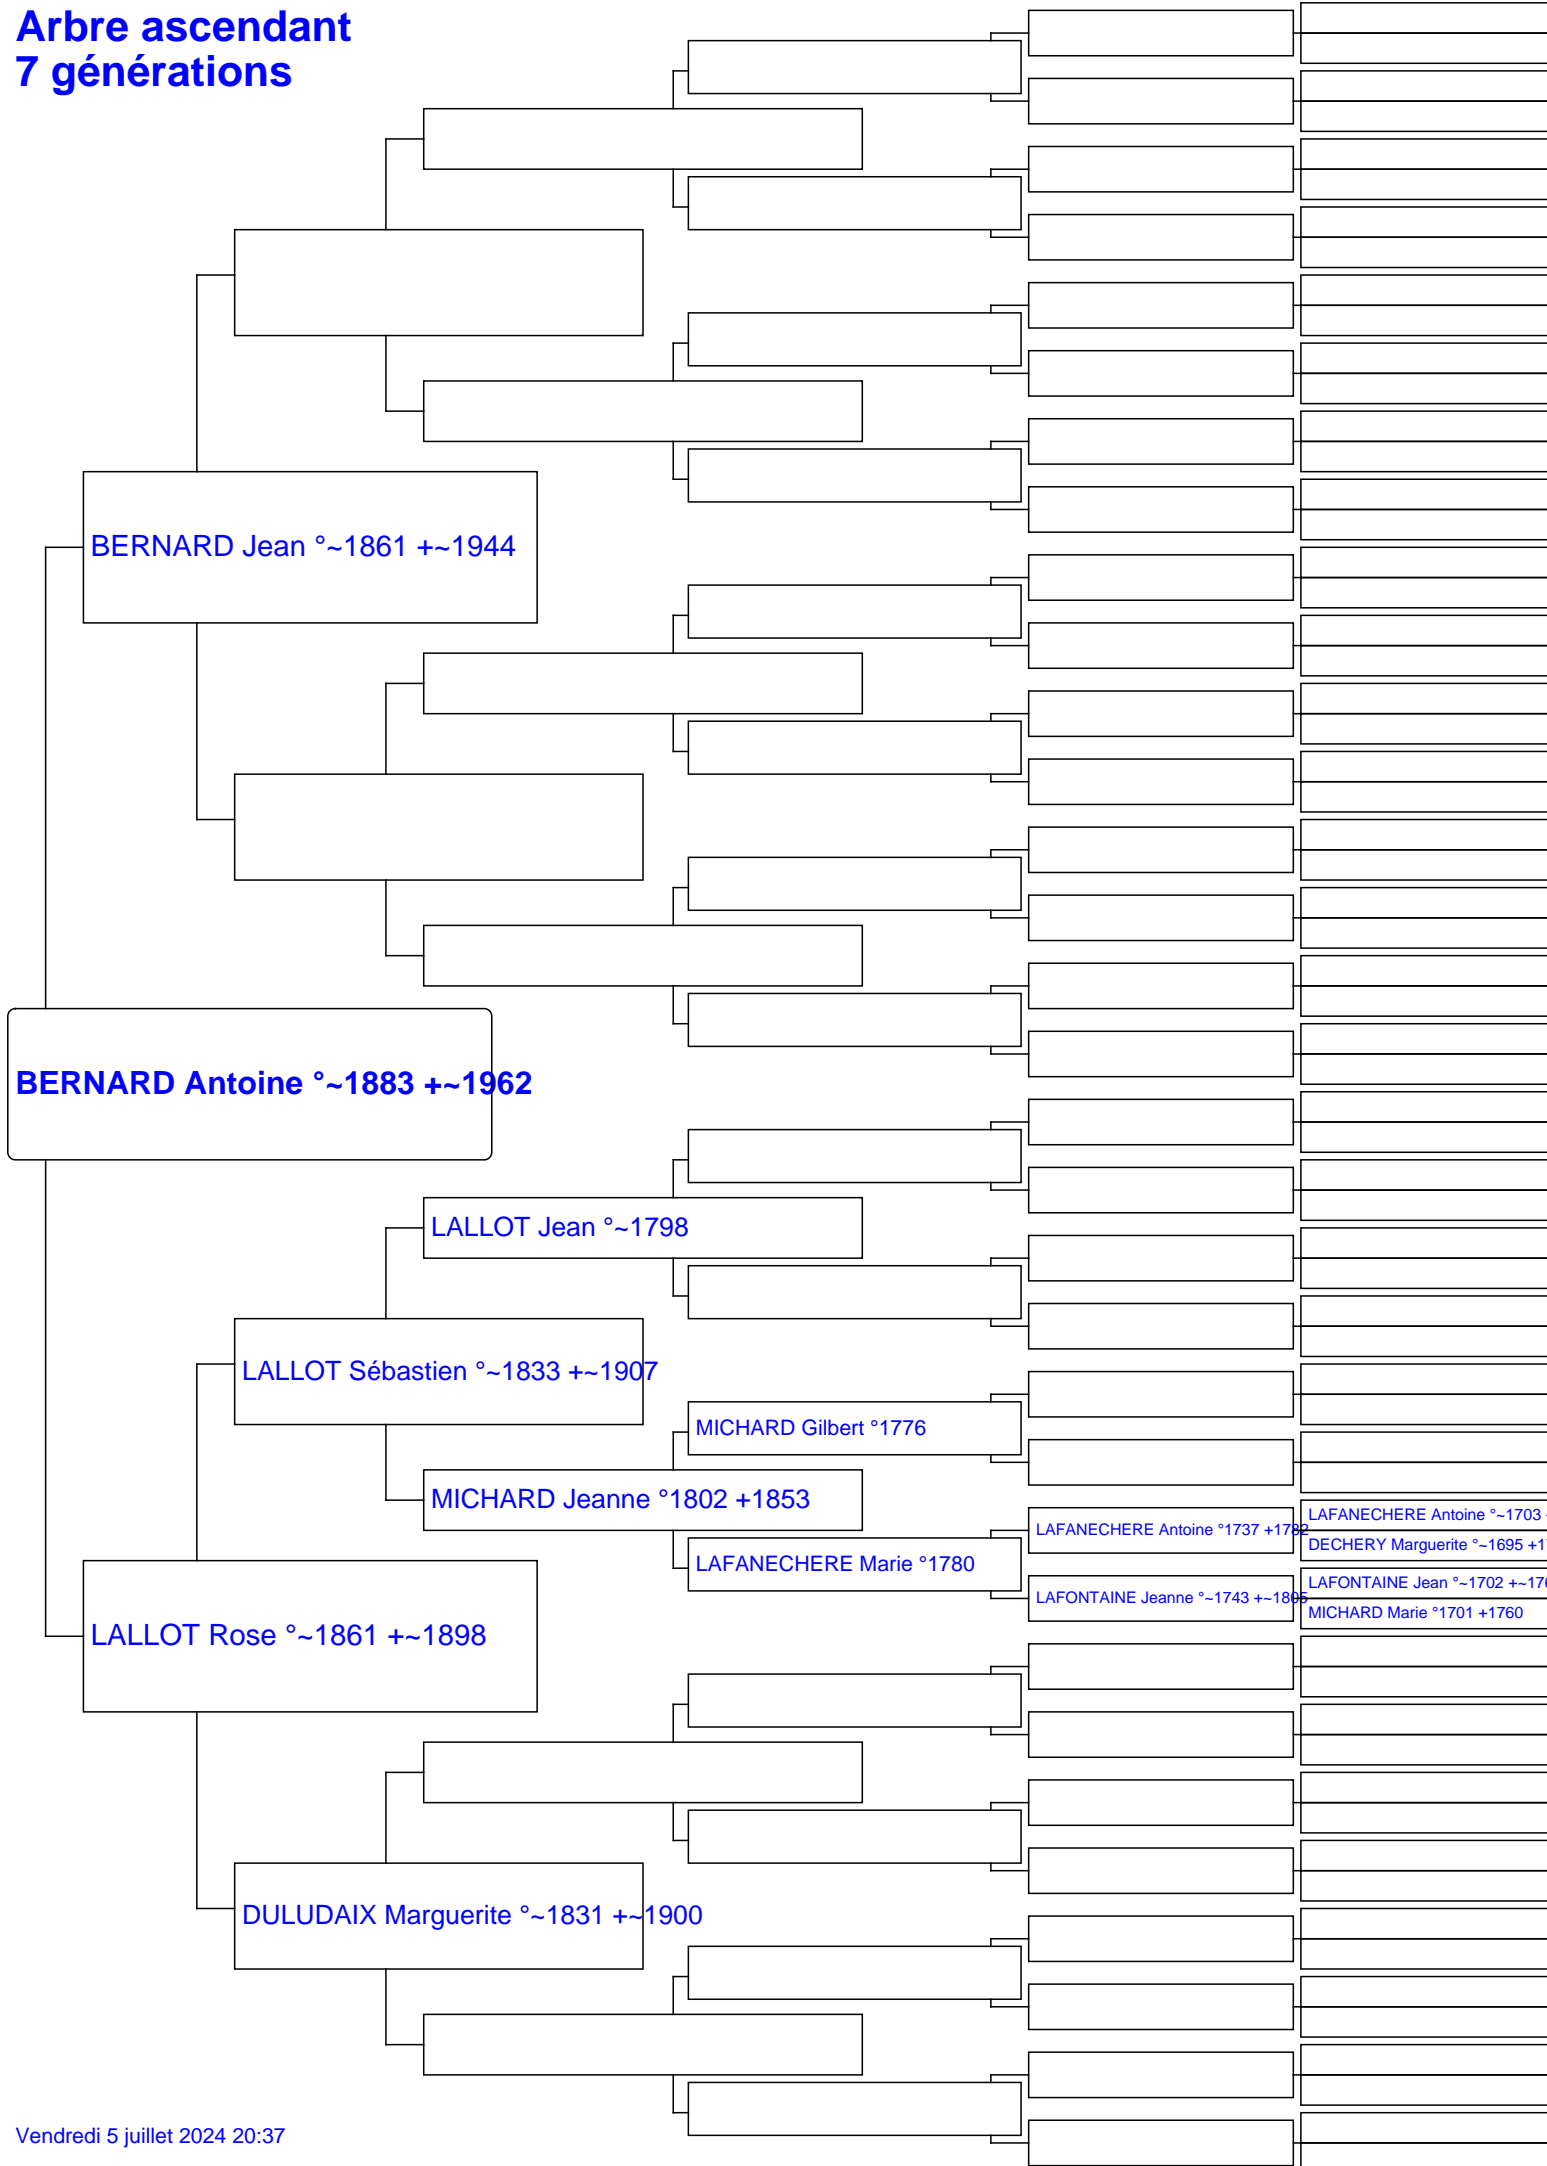 Arbre ascendant
7 générations
BERNARD Jean °~1861 +~1944
BERNARD Antoine °~1883 +~1962
LALLOT Jean °~1798
LALLOT Sébastien °~1833 +~1907
MICHARD Gilbert °1776
MICHARD Jeanne °1802 +1853
LAFANECHERE Antoine °~1703
LAFANECHERE Antoine °1737 +1782
DECHERY Marguerite °~1695
LAFANECHERE Marie °1780
LAFONTAINE Jean °~1702
LAFONTAINE Jeanne °~1743 +~1805
MICHARD Marie °1701 +1760
LALLOT Rose °~1861 +~1898
DULUDAIX Marguerite °~1831 +~1900
Vendredi 5 juillet 2024 20:37